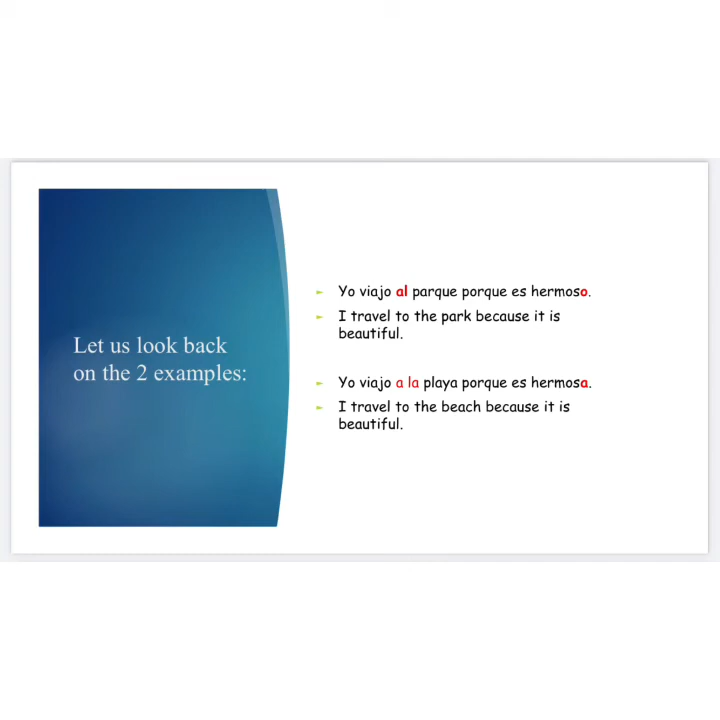 Let us look back
on the 2 examples:
Yo viajo al parque porque es hermoso.
I travel to the park because it is
beautiful.
Yo viajo a la playa porque es hermosa.
I travel to the beach because it is
beautiful.